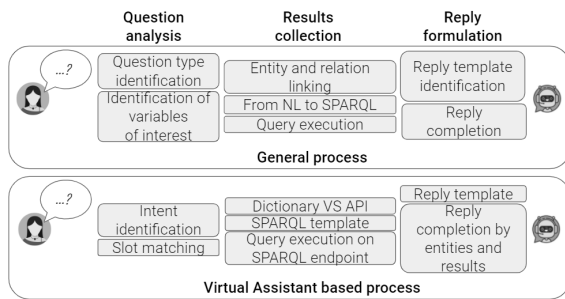 Question
analysis
Results
collection
Reply
formulation
...?
Question type
identification
Identification of
variables
of interest
Entity and relation
linking
From NL to SPARQL
Query execution
Reply template
identification
Reply
completion
General process
...?
Intent
identification
Slot matching
Dictionary VS API
SPARQL template
Query execution on
SPARQL endpoint
Reply template
Reply
completion by
entities and
results
Virtual Assistant based process